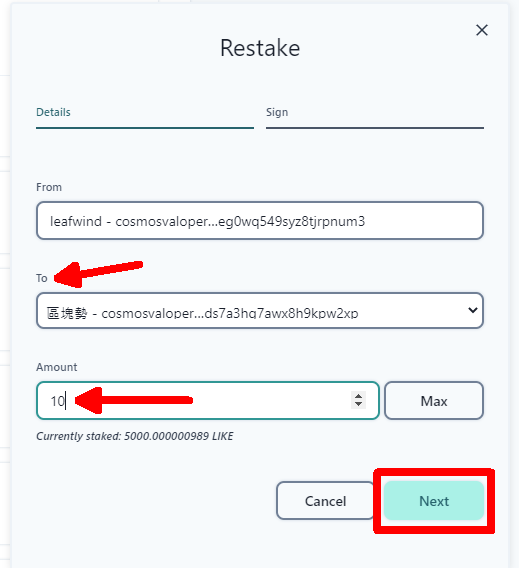 Restake
Details
Sign
From
leafwind - cosmosvaloper...eg0wq549syz8tjrpnum3
To
區塊勢 - cosmosvaloper...ds7a3hq7awx8h9kpw2xp
Amount
10
Max
Currently staked: 5000.000000989 LIKE
Cancel
Next